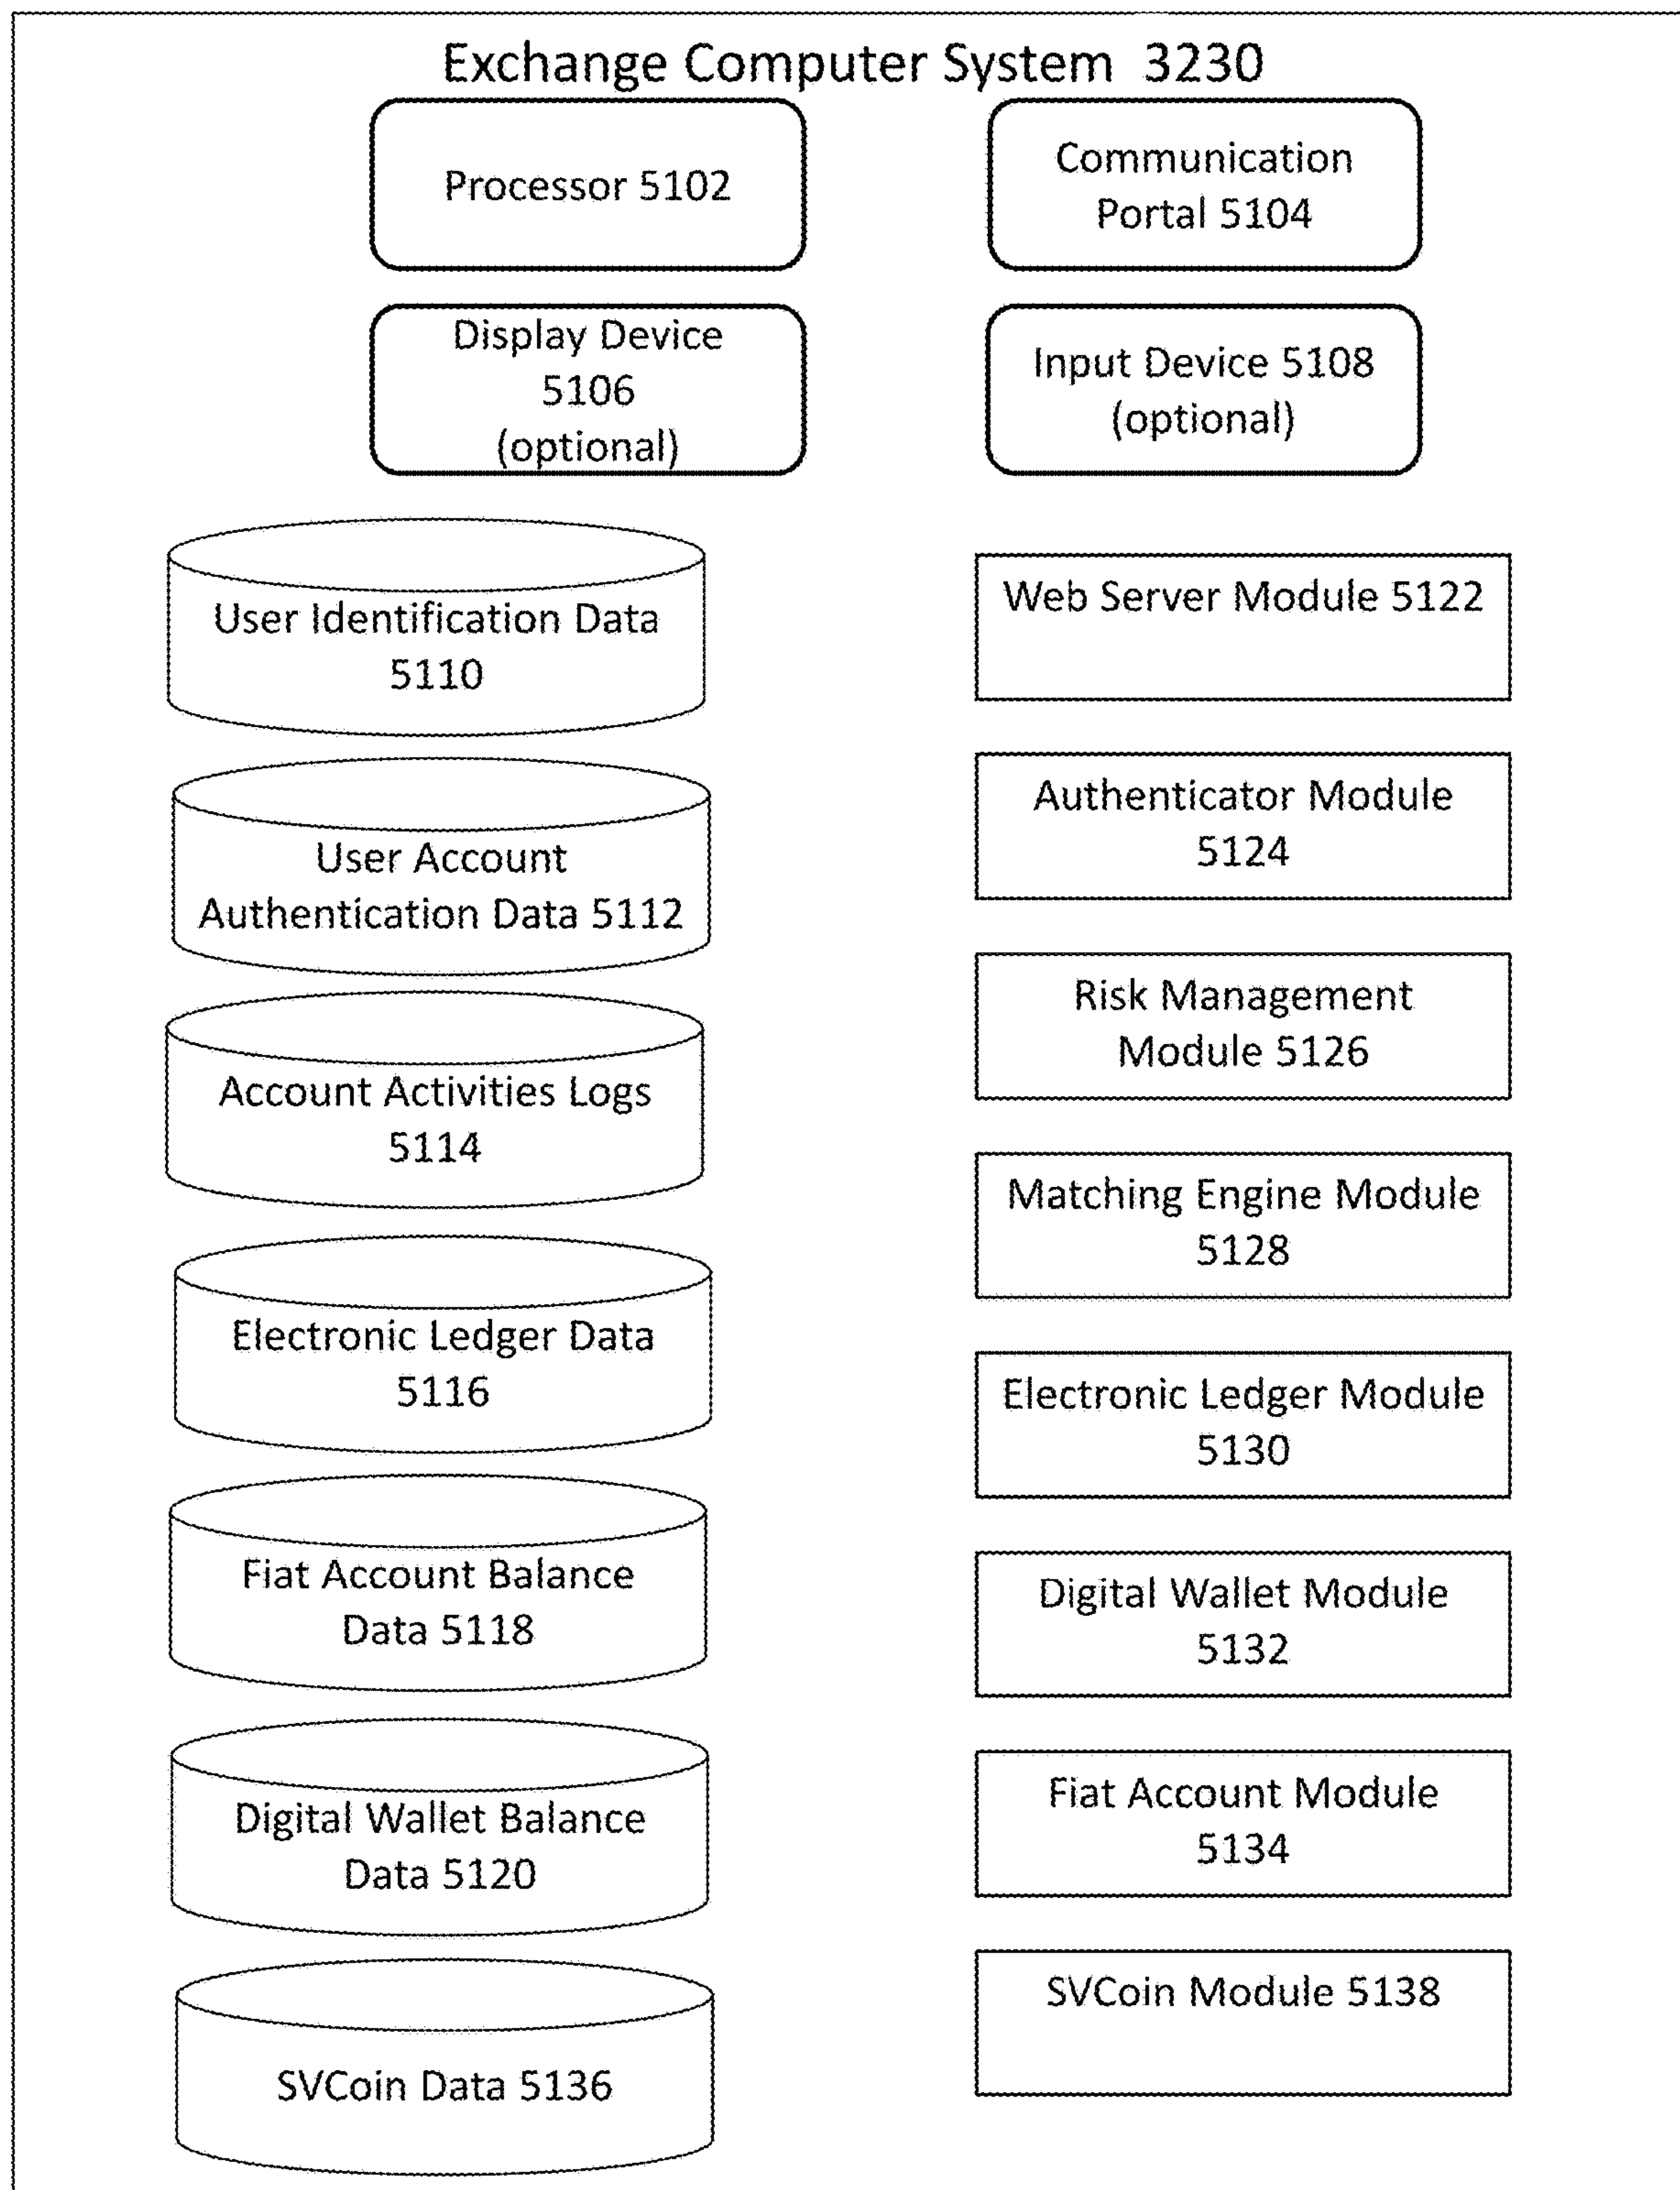 Exchange Computer System 3230
Processor 5102
Communication
Portal 5104
Display Device
5106
(optional)
Input Device 5108
(optional)
User Identification Data
5110
User Account
Authentication Data 5112
Account Activities Logs
5114
Electronic Ledger Data
5116
Fiat Account Balance
Data 5118
Digital Wallet Balance
Data 5120
SVCoin Data 5136
Web Server Module 5122
Authenticator Module
5124
Risk Management
Module 5126
Matching Engine Module
5128
Electronic Ledger Module
5130
Digital Wallet Module
5132
Fiat Account Module
5134
SVCoin Module 5138